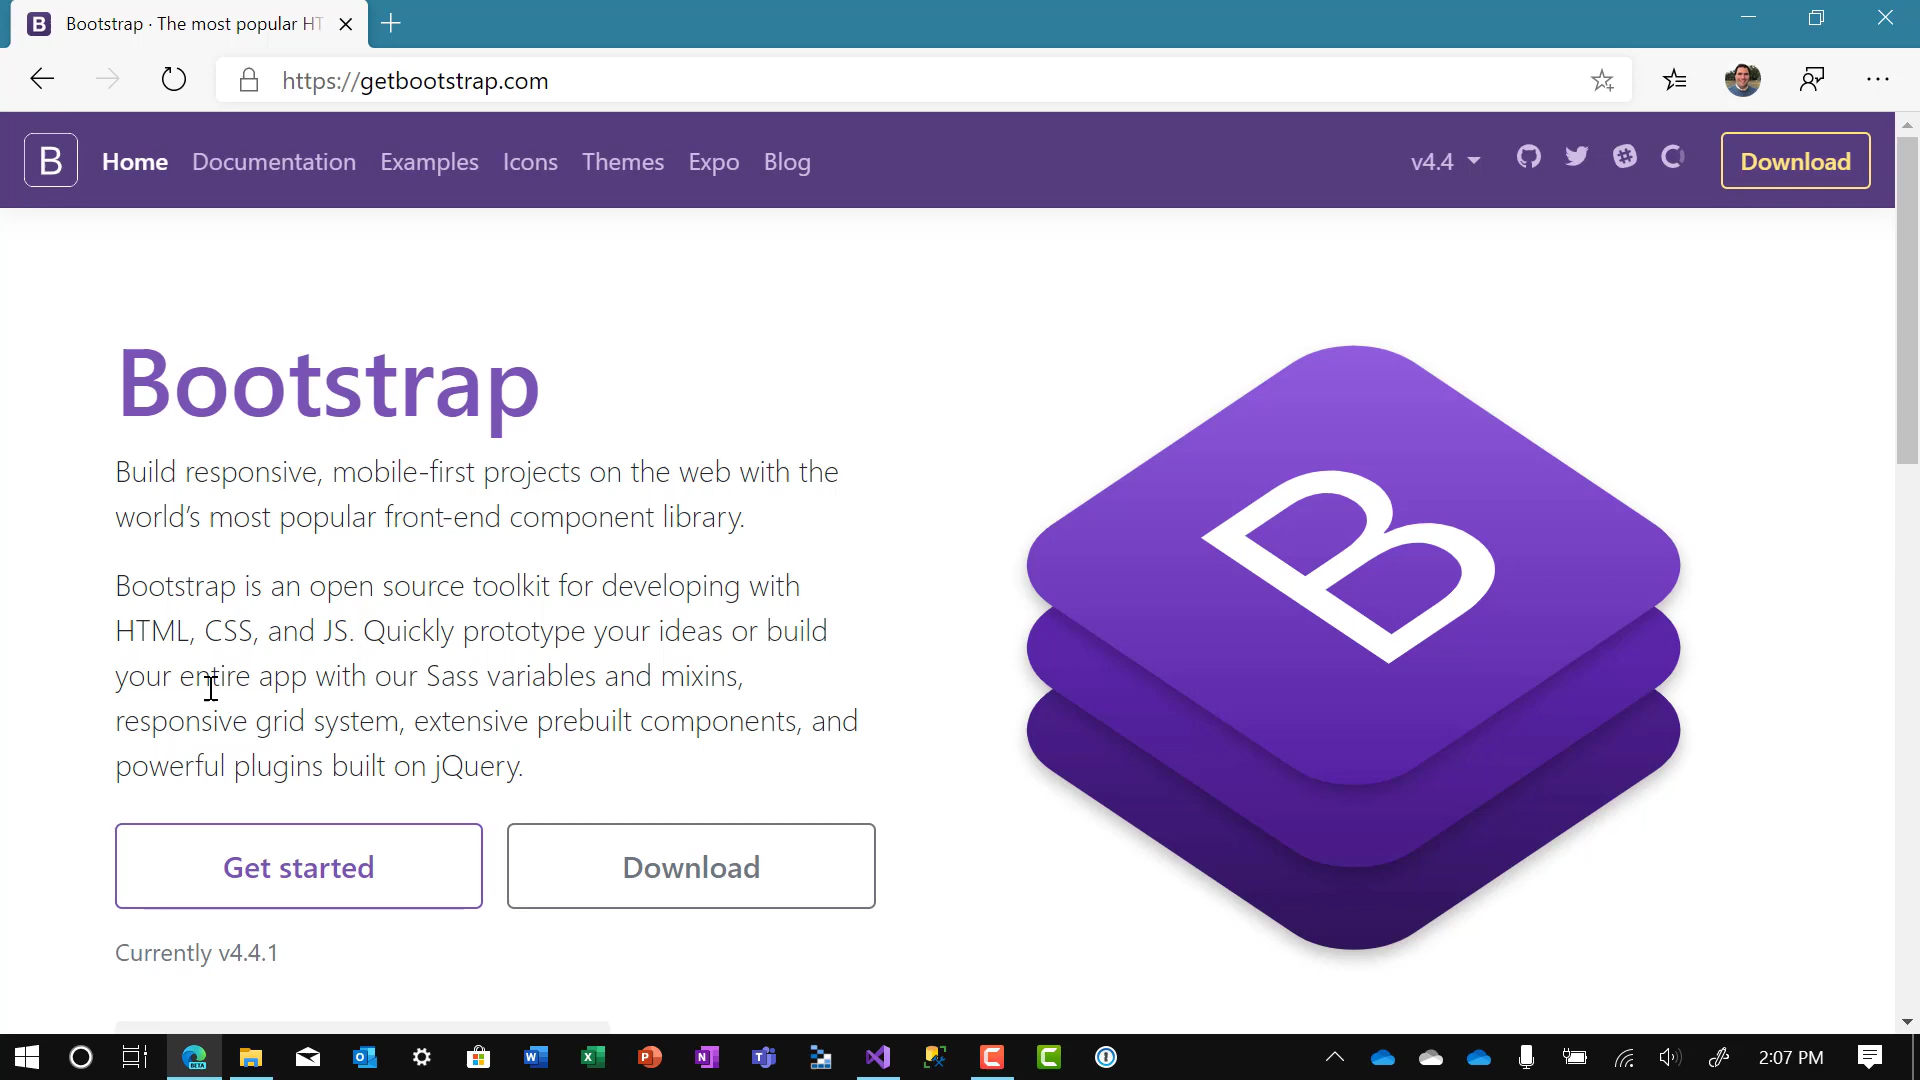 B Bootstrap · The most popular HT
https://getbootstrap.com
B Home Documentation Examples Icons Themes Expo Blog v4.4 Download
Bootstrap
Build responsive, mobile-first projects on the web with the
world’s most popular front-end component library.
Bootstrap is an open source toolkit for developing with
HTML, CSS, and JS. Quickly prototype your ideas or build
your entire app with our Sass variables and mixins,
responsive grid system, extensive prebuilt components, and
powerful plugins built on jQuery.
B
Get started Download
Currently v4.4.1
BETA 2:07 PM